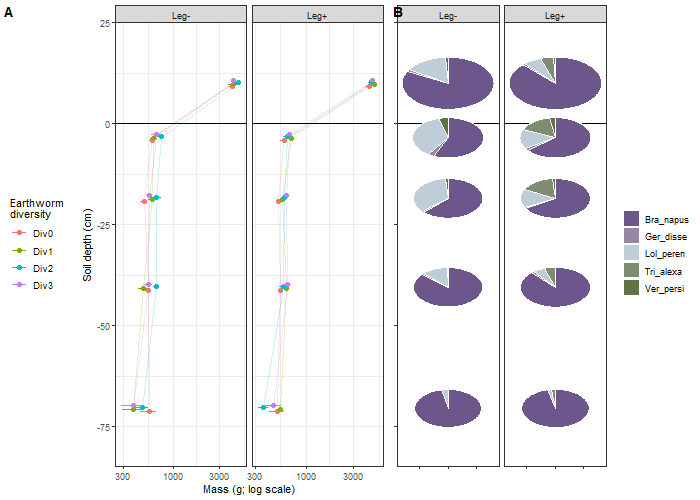 A
B
Leg-
Leg+
Leg-
Leg+
25
0
-25
-50
-75
Soil depth (cm)
Earthworm
diversity
Div0
Div1
Div2
Div3
Bra_napus
Ger_disse
Lol_peren
Tri_alexa
Ver_persi
300
1000
3000
300
1000
3000
Mass (g; log scale)